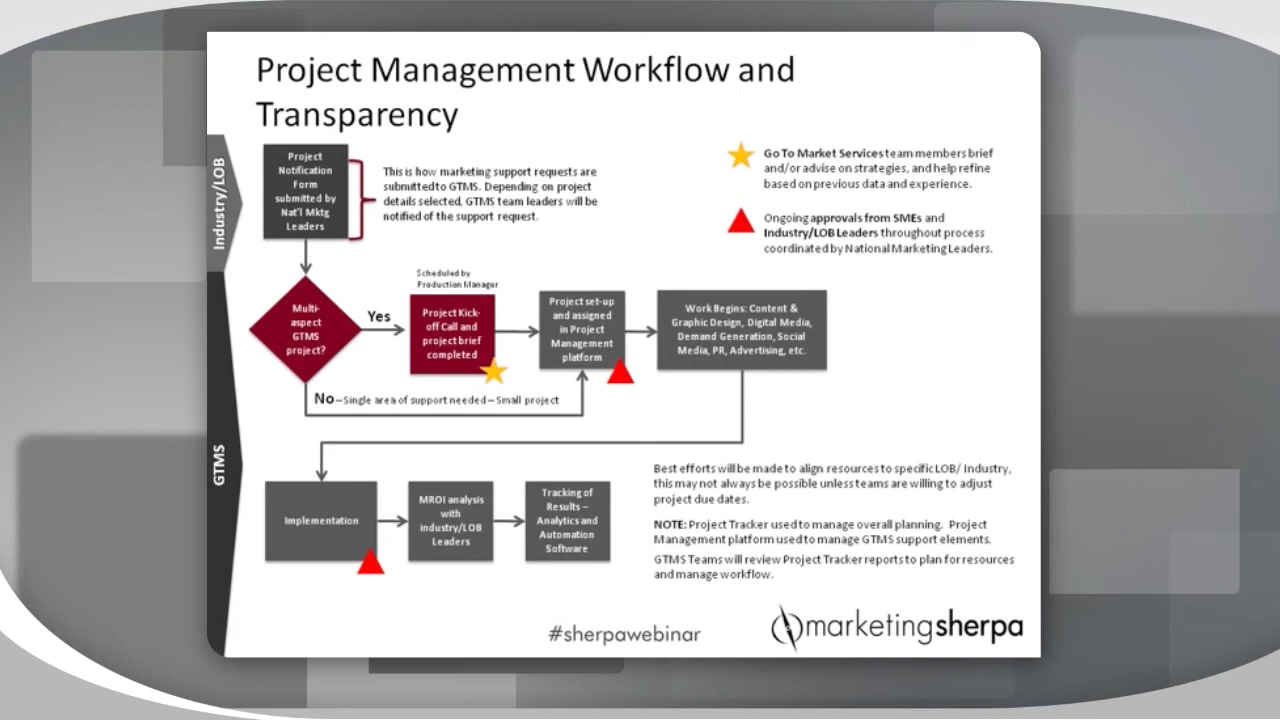 Project Management Workflow and
Transparency
Industry/LOB
Project
Notification
Form
submitted by
Nat'l Mktg
Leaders
This is how marketing support requests are
submitted to GTMS. Depending on project
details selected, GTMS team leaders will be
notified of the support request.
Go To Market Services team members brief
and/or advise on strategies, and help refine
based on previous data and experience.
Ongoing approvals from SMEs and
Industry/LOB Leaders throughout process
coordinated by National Marketing Leaders.
GTMS
Multi-
aspect
GTMS
project?
Yes
Scheduled by
Production Manager
Project Kick-
off Call and
project brief
completed
Project set-up
and assigned
in Project
Management
platform
Work Begins: Content &
Graphic Design, Digital Media,
Demand Generation, Social
Media, PR, Advertising, etc.
No – Single area of support needed – Small project
Implementation
MROI analysis
with
industry/LOB
Leaders
Tracking of
Results –
Analytics and
Automation
Software
Best efforts will be made to align resources to specific LOB/ Industry,
this may not always be possible unless teams are willing to adjust
project due dates.
NOTE: Project Tracker used to manage overall planning. Project
Management platform used to manage GTMS support elements.
GTMS Teams will review Project Tracker reports to plan for resources
and manage workflow.
#sherpawebinar
marketingsherpa